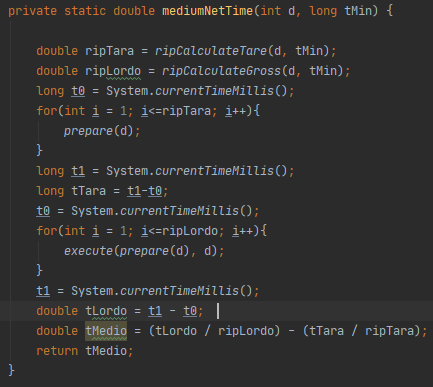 private static double mediumNetTime(int d, long tMin) {
double ripTara = ripCalculateTare(d, tMin);
double ripLordo = ripCalculateGross(d, tMin);
long t0 = System.currentTimeMillis();
for(int i = 1; i<=ripTara; i++){
prepare(d);
}
long t1 = System.currentTimeMillis();
long tTara = t1-t0;
t0 = System.currentTimeMillis();
for(int i = 1; i<=ripLordo; i++){
execute(prepare(d), d);
}
t1 = System.currentTimeMillis();
double tLordo = t1 - t0;
double tMedio = (tLordo / ripLordo) - (tTara / ripTara);
return tMedio;
}